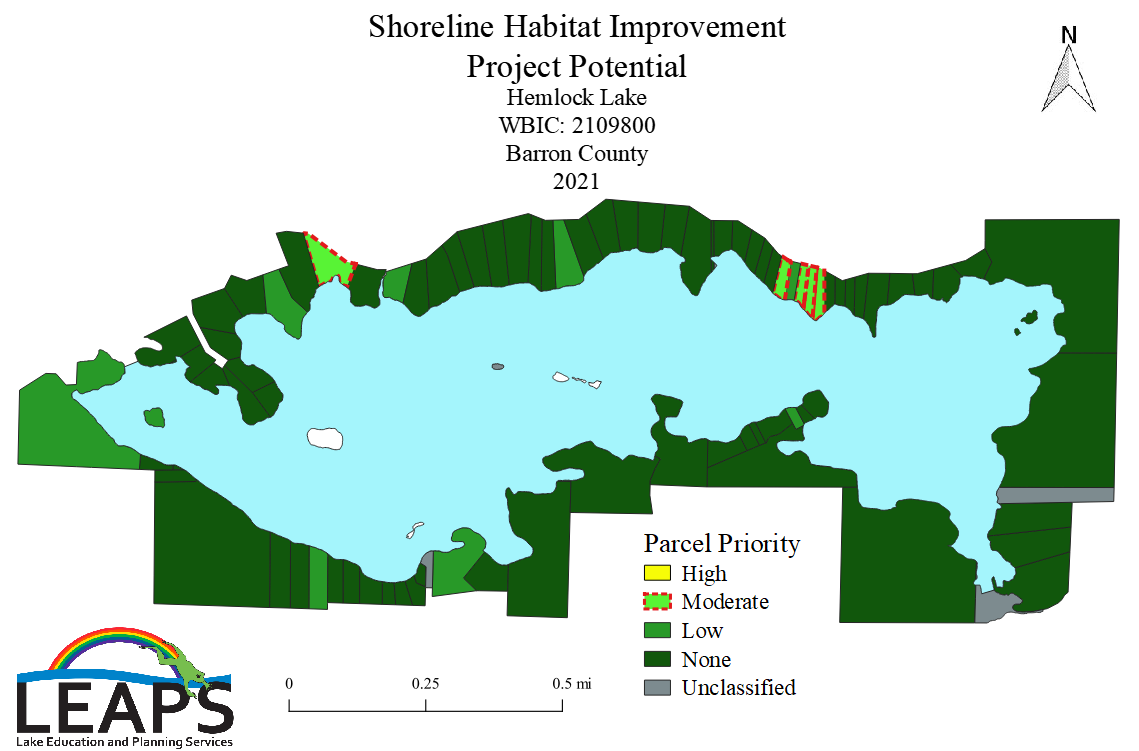 Shoreline Habitat Improvement
Project Potential
Hemlock Lake
WBIC: 2109800
Barron County
2021
N
Parcel Priority
High
Moderate
Low
None
Unclassified
0 0.25 0.5 mi
LEAPS
Lake Education and Planning Services